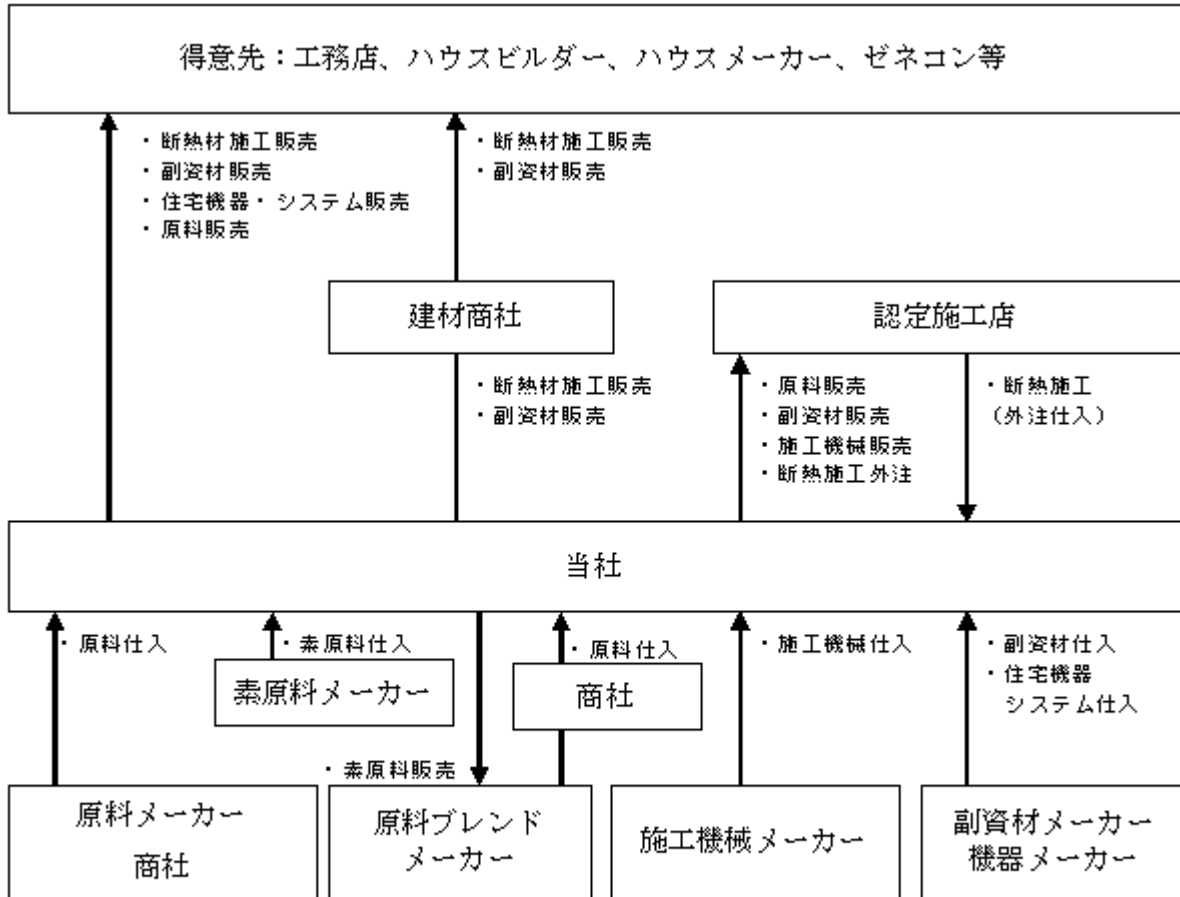 得意先：工務店、ハウスビルダー、ハウスメーカー、ゼネコン等
・断熱材施工販売
・副資材販売
・住宅機器・システム販売
・原料販売
・断熱材施工販売
・副資材販売
建材商社
認定施工店
・断熱材施工販売
・副資材販売
・原料販売
・副資材販売
・施工機械販売
・断熱施工外注
・断熱施工
（外注仕入）
当社
・原料仕入
・素原料仕入
・原料仕入
・施工機械仕入
・副資材仕入
・住宅機器
システム仕入
素原料メーカー
商社
・素原料販売
原料メーカー
商社
原料ブレンド
メーカー
施工機械メーカー
副資材メーカー
機器メーカー